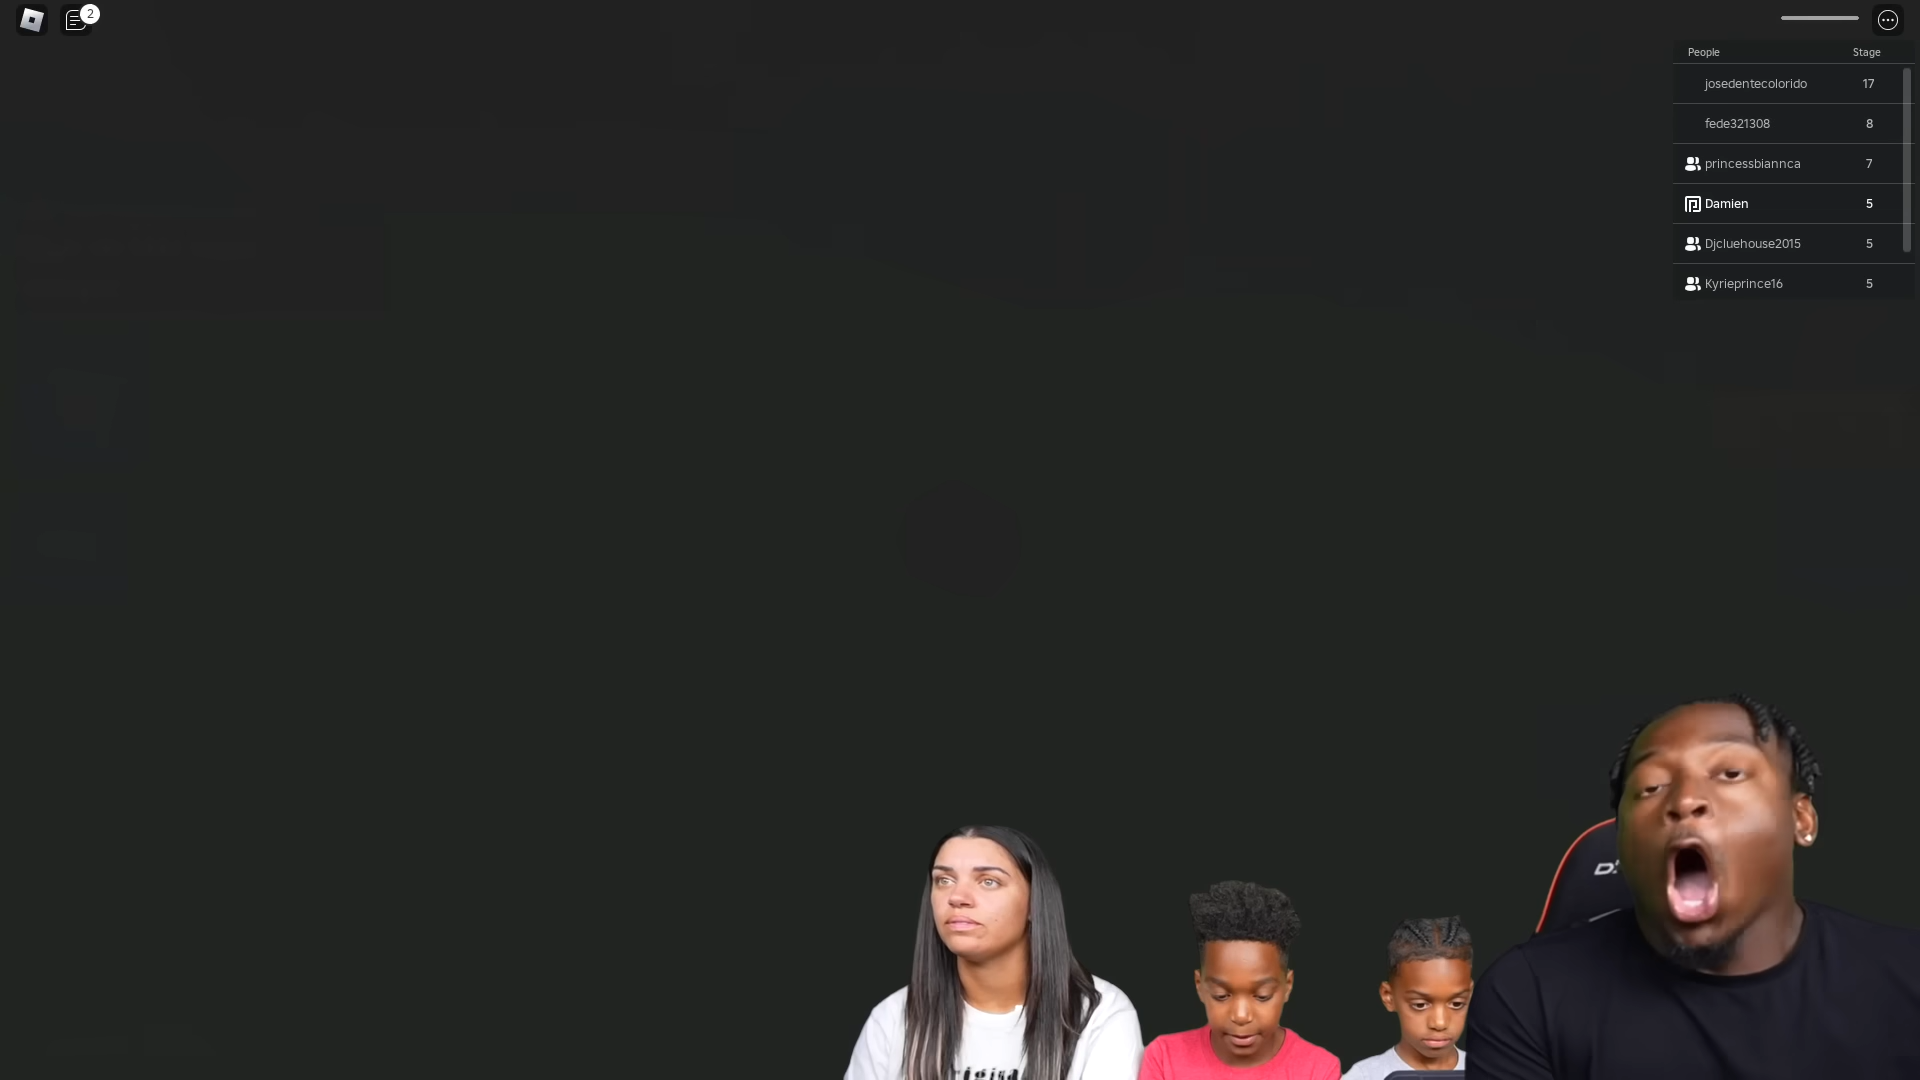 2
People Stage
josedentecolorido 17
fede321308 8
princessbiannca 7
Damien 5
Djcluehouse2015 5
Kyrieprince16 5